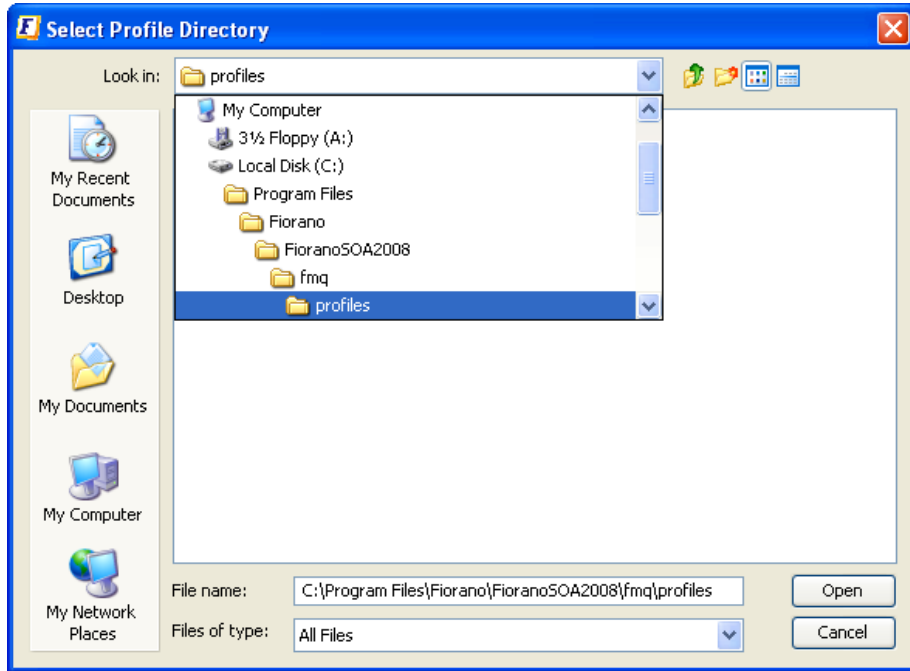 Select Profile Directory
Look in: profiles
My Computer
3½ Floppy (A:)
Local Disk (C:)
Program Files
Fiorano
FioranoSOA2008
fmq
profiles
My Recent
Documents
Desktop
My Documents
My Computer
My Network
Places
File name: C:\Program Files\Fiorano\FioranoSOA2008\fmq\profiles Open
Files of type: All Files Cancel